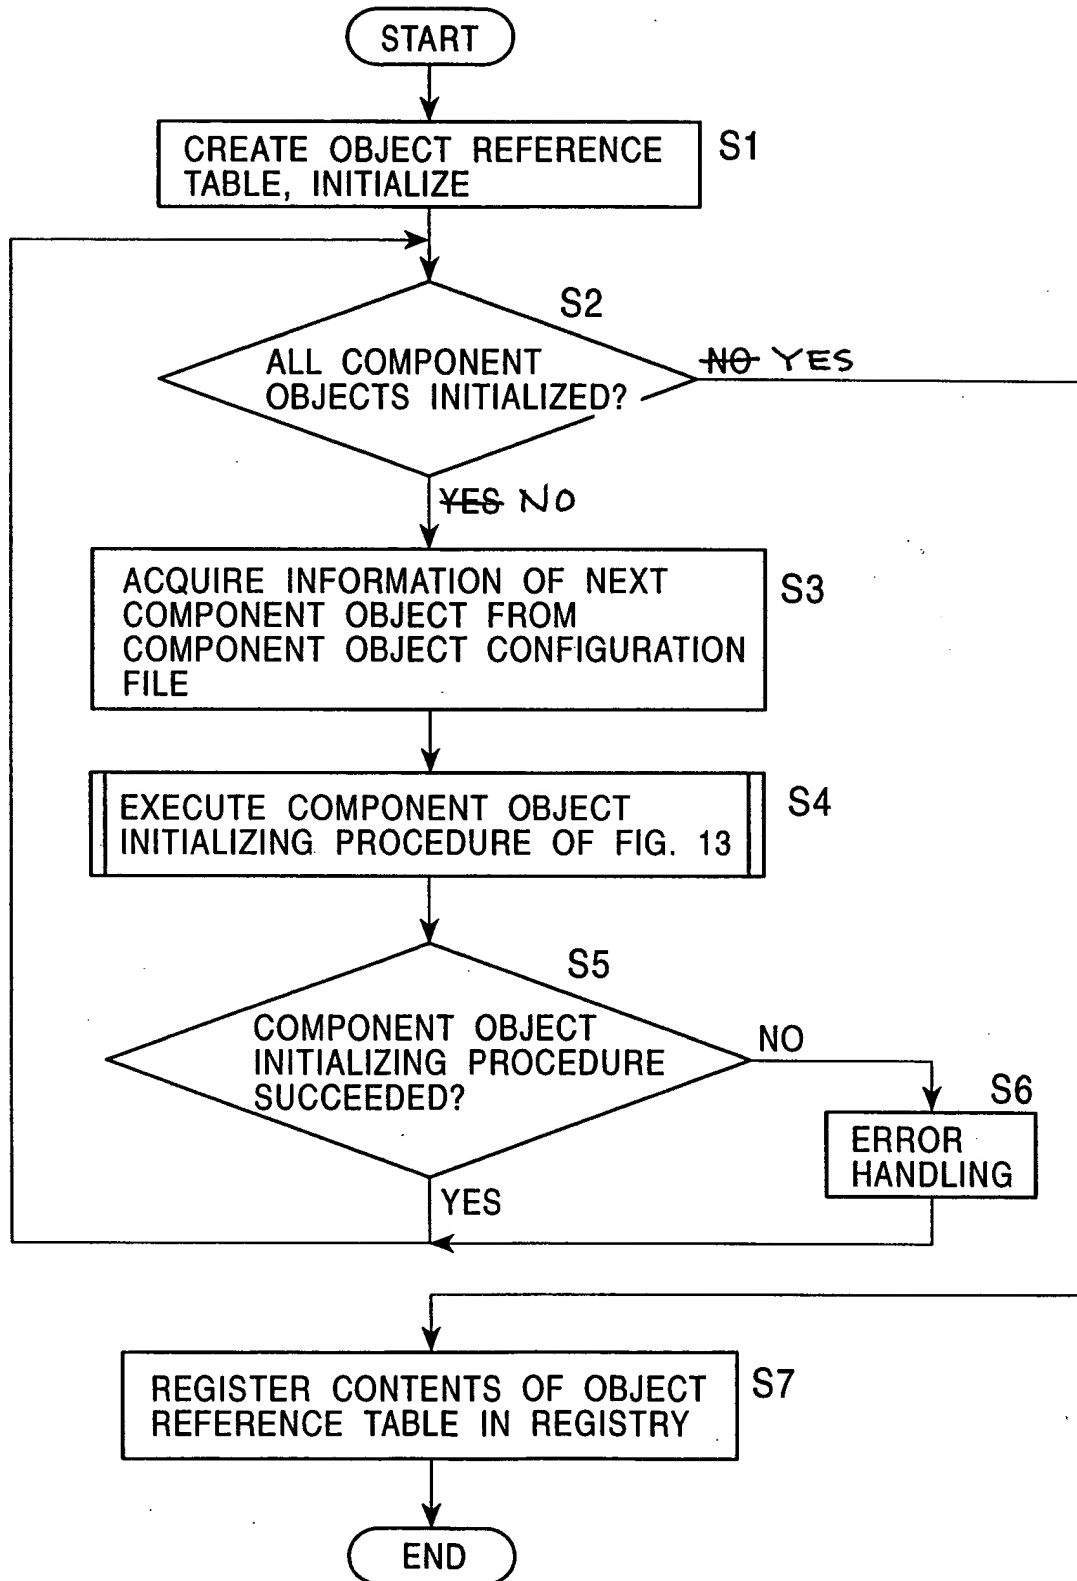 START
CREATE OBJECT REFERENCE
TABLE, INITIALIZE
S1
S2
ALL COMPONENT
OBJECTS INITIALIZED?
NO YES
YES NO
ACQUIRE INFORMATION OF NEXT
COMPONENT OBJECT FROM
COMPONENT OBJECT CONFIGURATION
FILE
S3
EXECUTE COMPONENT OBJECT
INITIALIZING PROCEDURE OF FIG. 13
S4
S5
COMPONENT OBJECT
INITIALIZING PROCEDURE
SUCCEEDED?
NO
S6
ERROR
HANDLING
YES
REGISTER CONTENTS OF OBJECT
REFERENCE TABLE IN REGISTRY
S7
END